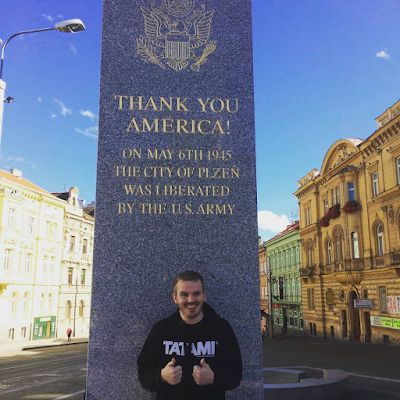 THANK YOU
AMERICA!
ON MAY 6TH 1945
THE CITY OF PLZEN
WAS LIBERATED
BY THE U.S. ARMY
TATAMI